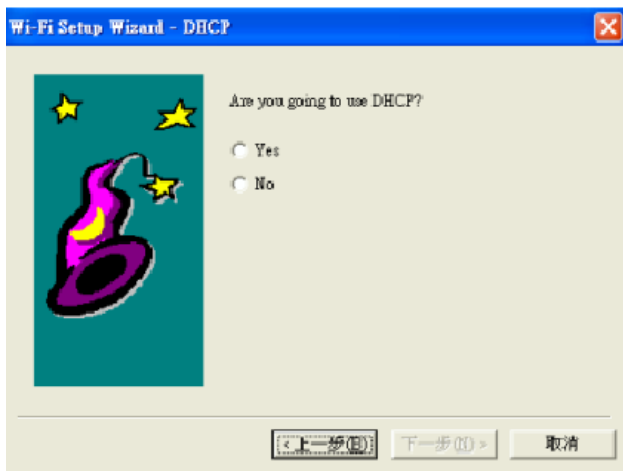 Wi-Fi Setup Wizard - DHCP
Are you going to use DHCP?
Yes
No
<上一步(B)
下一步(N)>
取消